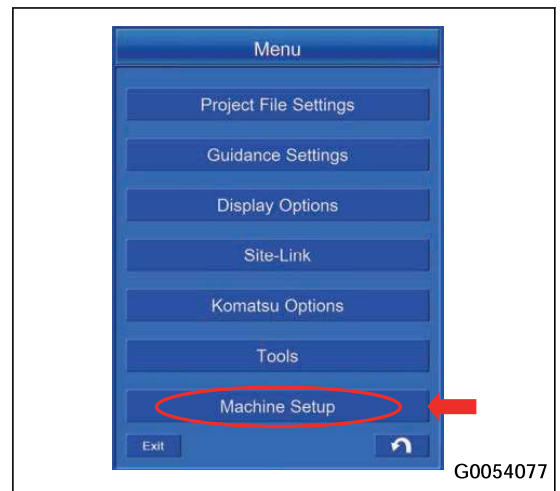 Menu
Project File Settings
Guidance Settings
Display Options
Site-Link
Komatsu Options
Tools
Machine Setup
Exit
G0054077